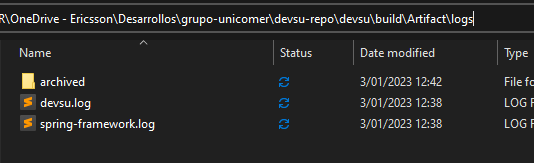 R\OneDrive - Ericsson\Desarrollos\grupo-unicomer\devsu-repo\devsu\build\Artifact\logs
Name Status Date modified Type
archived 3/01/2023 12:42 File fo
devsu.log 3/01/2023 12:38 LOG F
spring-framework.log 3/01/2023 12:38 LOG F